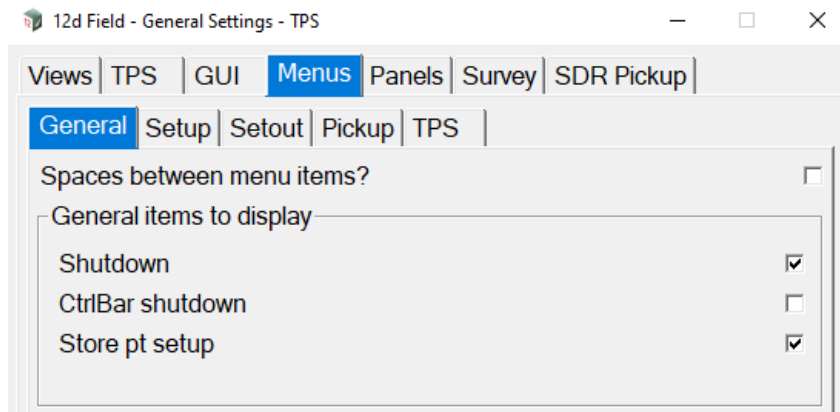 12d Field - General Settings - TPS
Views TPS GUI Menus Panels Survey SDR Pickup
General Setup Setout Pickup TPS
Spaces between menu items?
General items to display
Shutdown
CtrlBar shutdown
Store pt setup